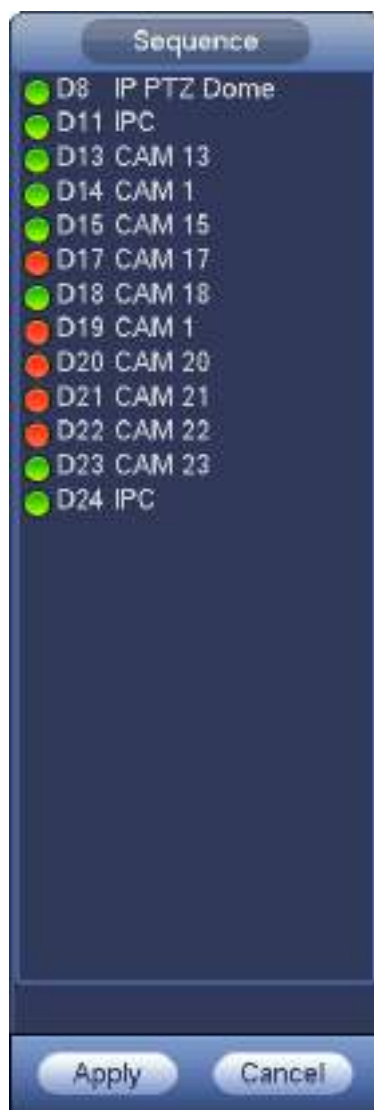 Sequence
D8 IP PTZ Dome
D11 IPC
D13 CAM 13
D14 CAM 1
D15 CAM 15
D17 CAM 17
D18 CAM 18
D19 CAM 1
D20 CAM 20
D21 CAM 21
D22 CAM 22
D23 CAM 23
D24 IPC
Apply Cancel